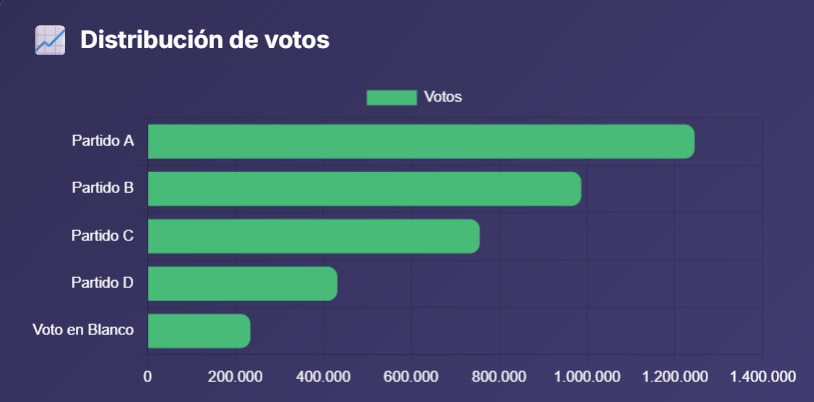 Distribución de votos
Votos
Partido A
Partido B
Partido C
Partido D
Voto en Blanco
0 200.000 400.000 600.000 800.000 1.000.000 1.200.000 1.400.000